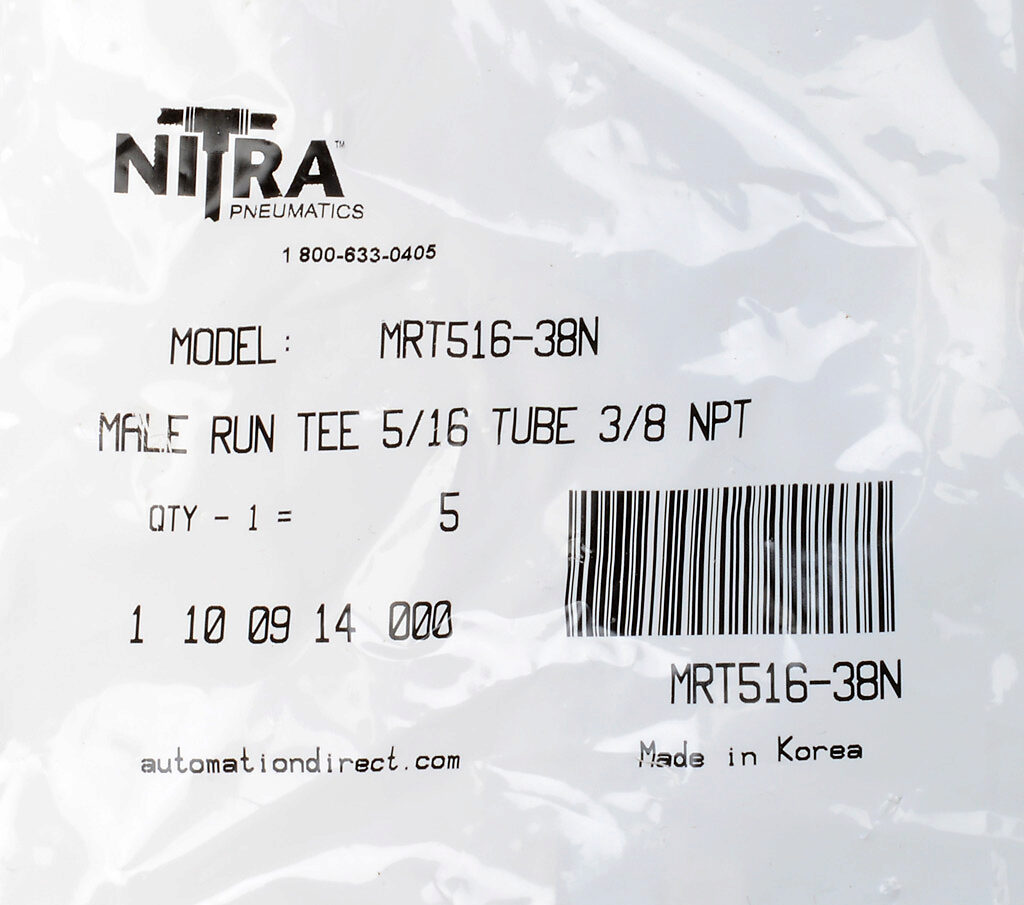 NITRA™
PNEUMATICS
1 800-633-0405
MODEL: MRT516-38N
MALE RUN TEE 5/16 TUBE 3/8 NPT
QTY - 1 = 5
1 10 09 14 000
MRT516-38N
automationdirect.com
Made in Korea